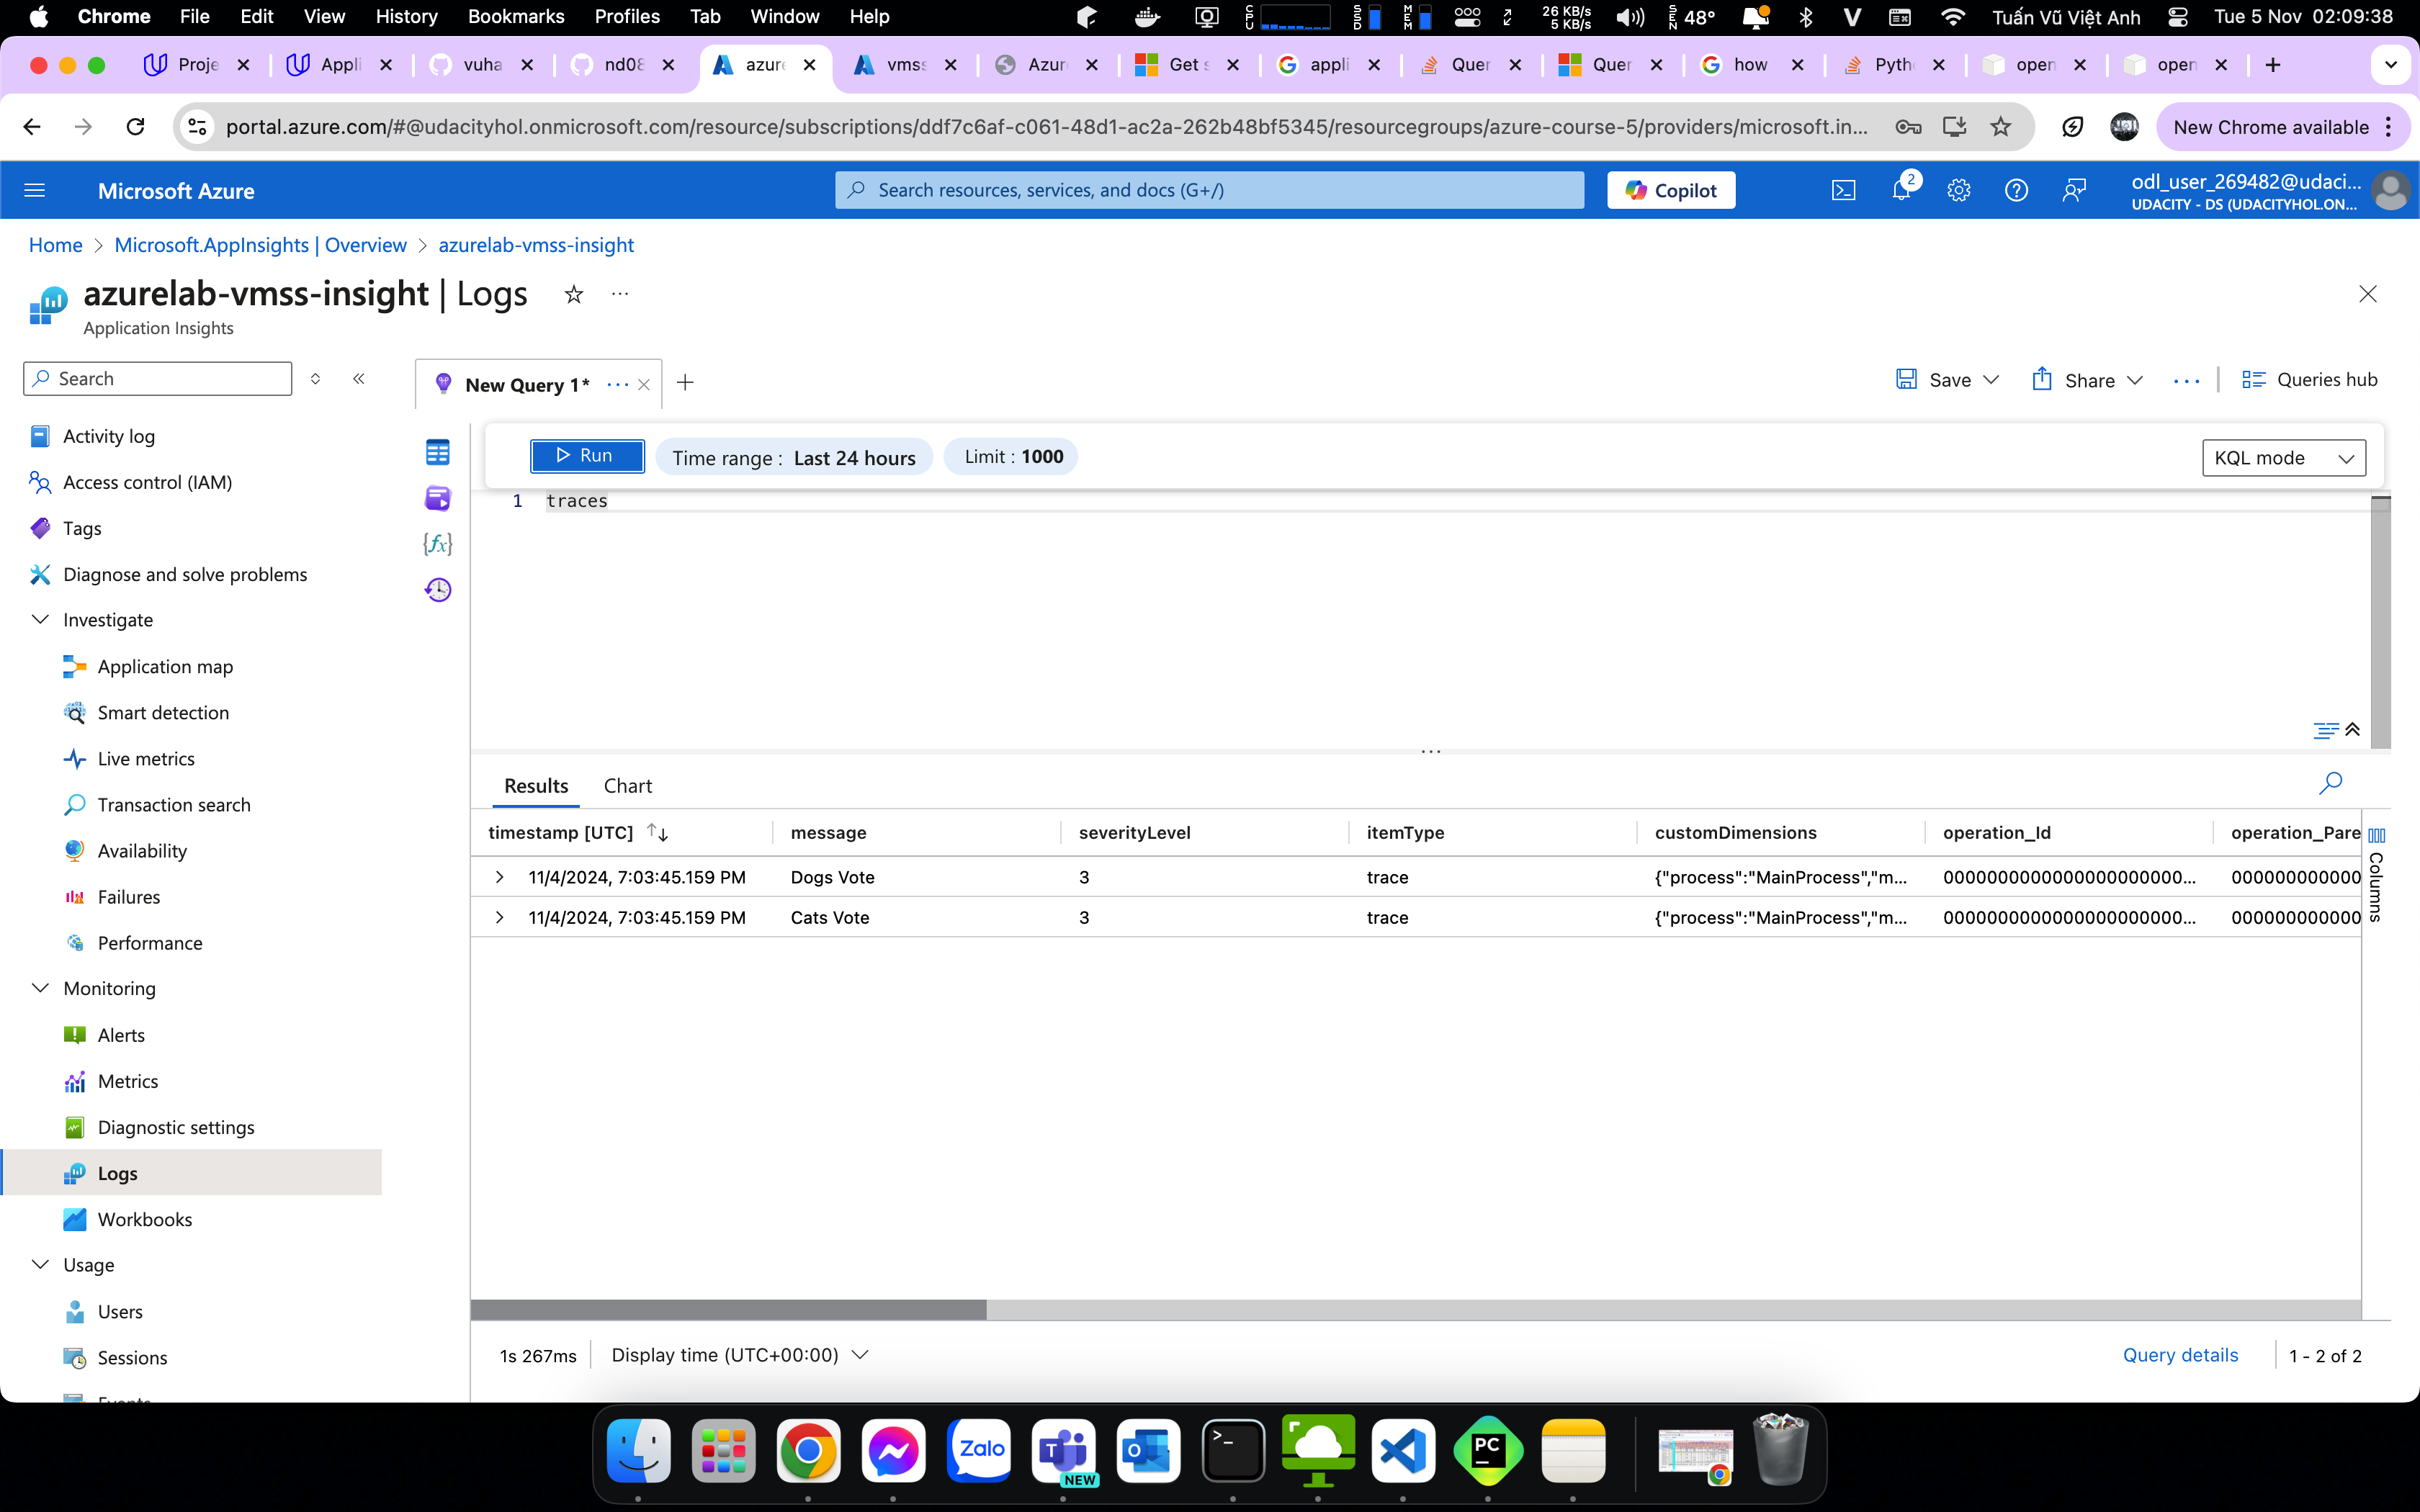 Chrome File Edit View History Bookmarks Profiles Tab Window Help CPU SSD MEM 26 KB/s 5 KB/s SEN 48° V Tuấn Vũ Việt Anh Tue 5 Nov 02:09:38
Proje Appli vuha nd08 azure vmss Azur Get s appli Quer Quer how Pyth open open
portal.azure.com/#@udacityhol.onmicrosoft.com/resource/subscriptions/ddf7c6af-c061-48d1-ac2a-262b48bf5345/resourcegroups/azure-course-5/providers/microsoft.in... New Chrome available
Microsoft Azure Search resources, services, and docs (G+/) Copilot 2 odl_user_269482@udaci...
UDACITY - DS (UDACITYHOL.ON...
Home > Microsoft.AppInsights | Overview > azurelab-vmss-insight
azurelab-vmss-insight | Logs
Application Insights
Search
New Query 1* Save Share Queries hub
Activity log
Access control (IAM)
Tags
Diagnose and solve problems
Investigate
Application map
Smart detection
Live metrics
Transaction search
Availability
Failures
Performance
Monitoring
Alerts
Metrics
Diagnostic settings
Logs
Workbooks
Usage
Users
Sessions
Events
{fx}
Run Time range : Last 24 hours Limit : 1000 KQL mode
1 traces
Results Chart
timestamp [UTC] message severityLevel itemType customDimensions operation_Id operation_Pare
11/4/2024, 7:03:45.159 PM Dogs Vote 3 trace {"process":"MainProcess","m... 00000000000000000000000... 000000000000
11/4/2024, 7:03:45.159 PM Cats Vote 3 trace {"process":"MainProcess","m... 00000000000000000000000... 000000000000
Columns
1s 267ms Display time (UTC+00:00) Query details 1 - 2 of 2
Zalo T NEW O >_ PC